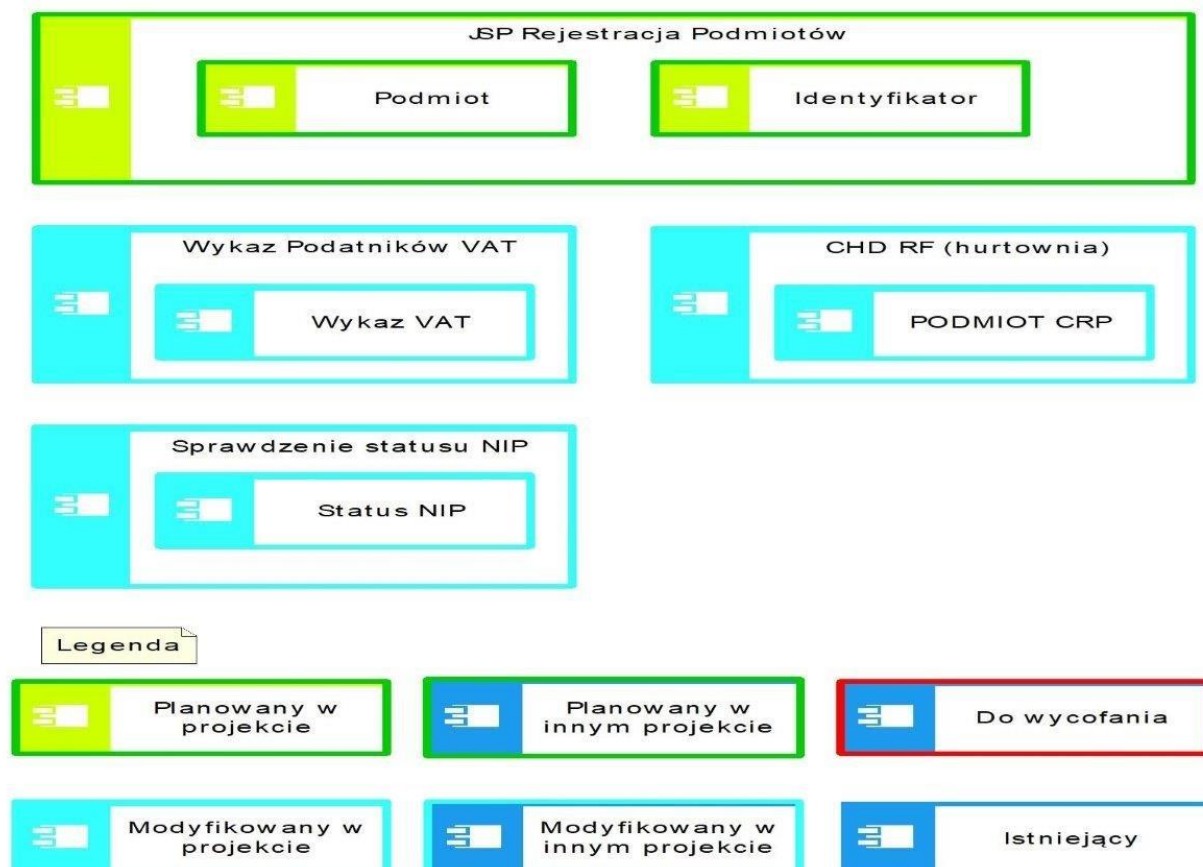 JSP Rejestracja Podmiotów
Podmiot
Identyfikator
Wykaz Podatników VAT
CHD RF (hurtownia)
Wykaz VAT
PODMIOT CRP
Sprawdzenie statusu NIP
Status NIP
Legenda
Planowany w
projekcie
Planowany w
innym projekcie
Do wycofania
Modyfikowany w
projekcie
Modyfikowany w
innym projekcie
Istniejący